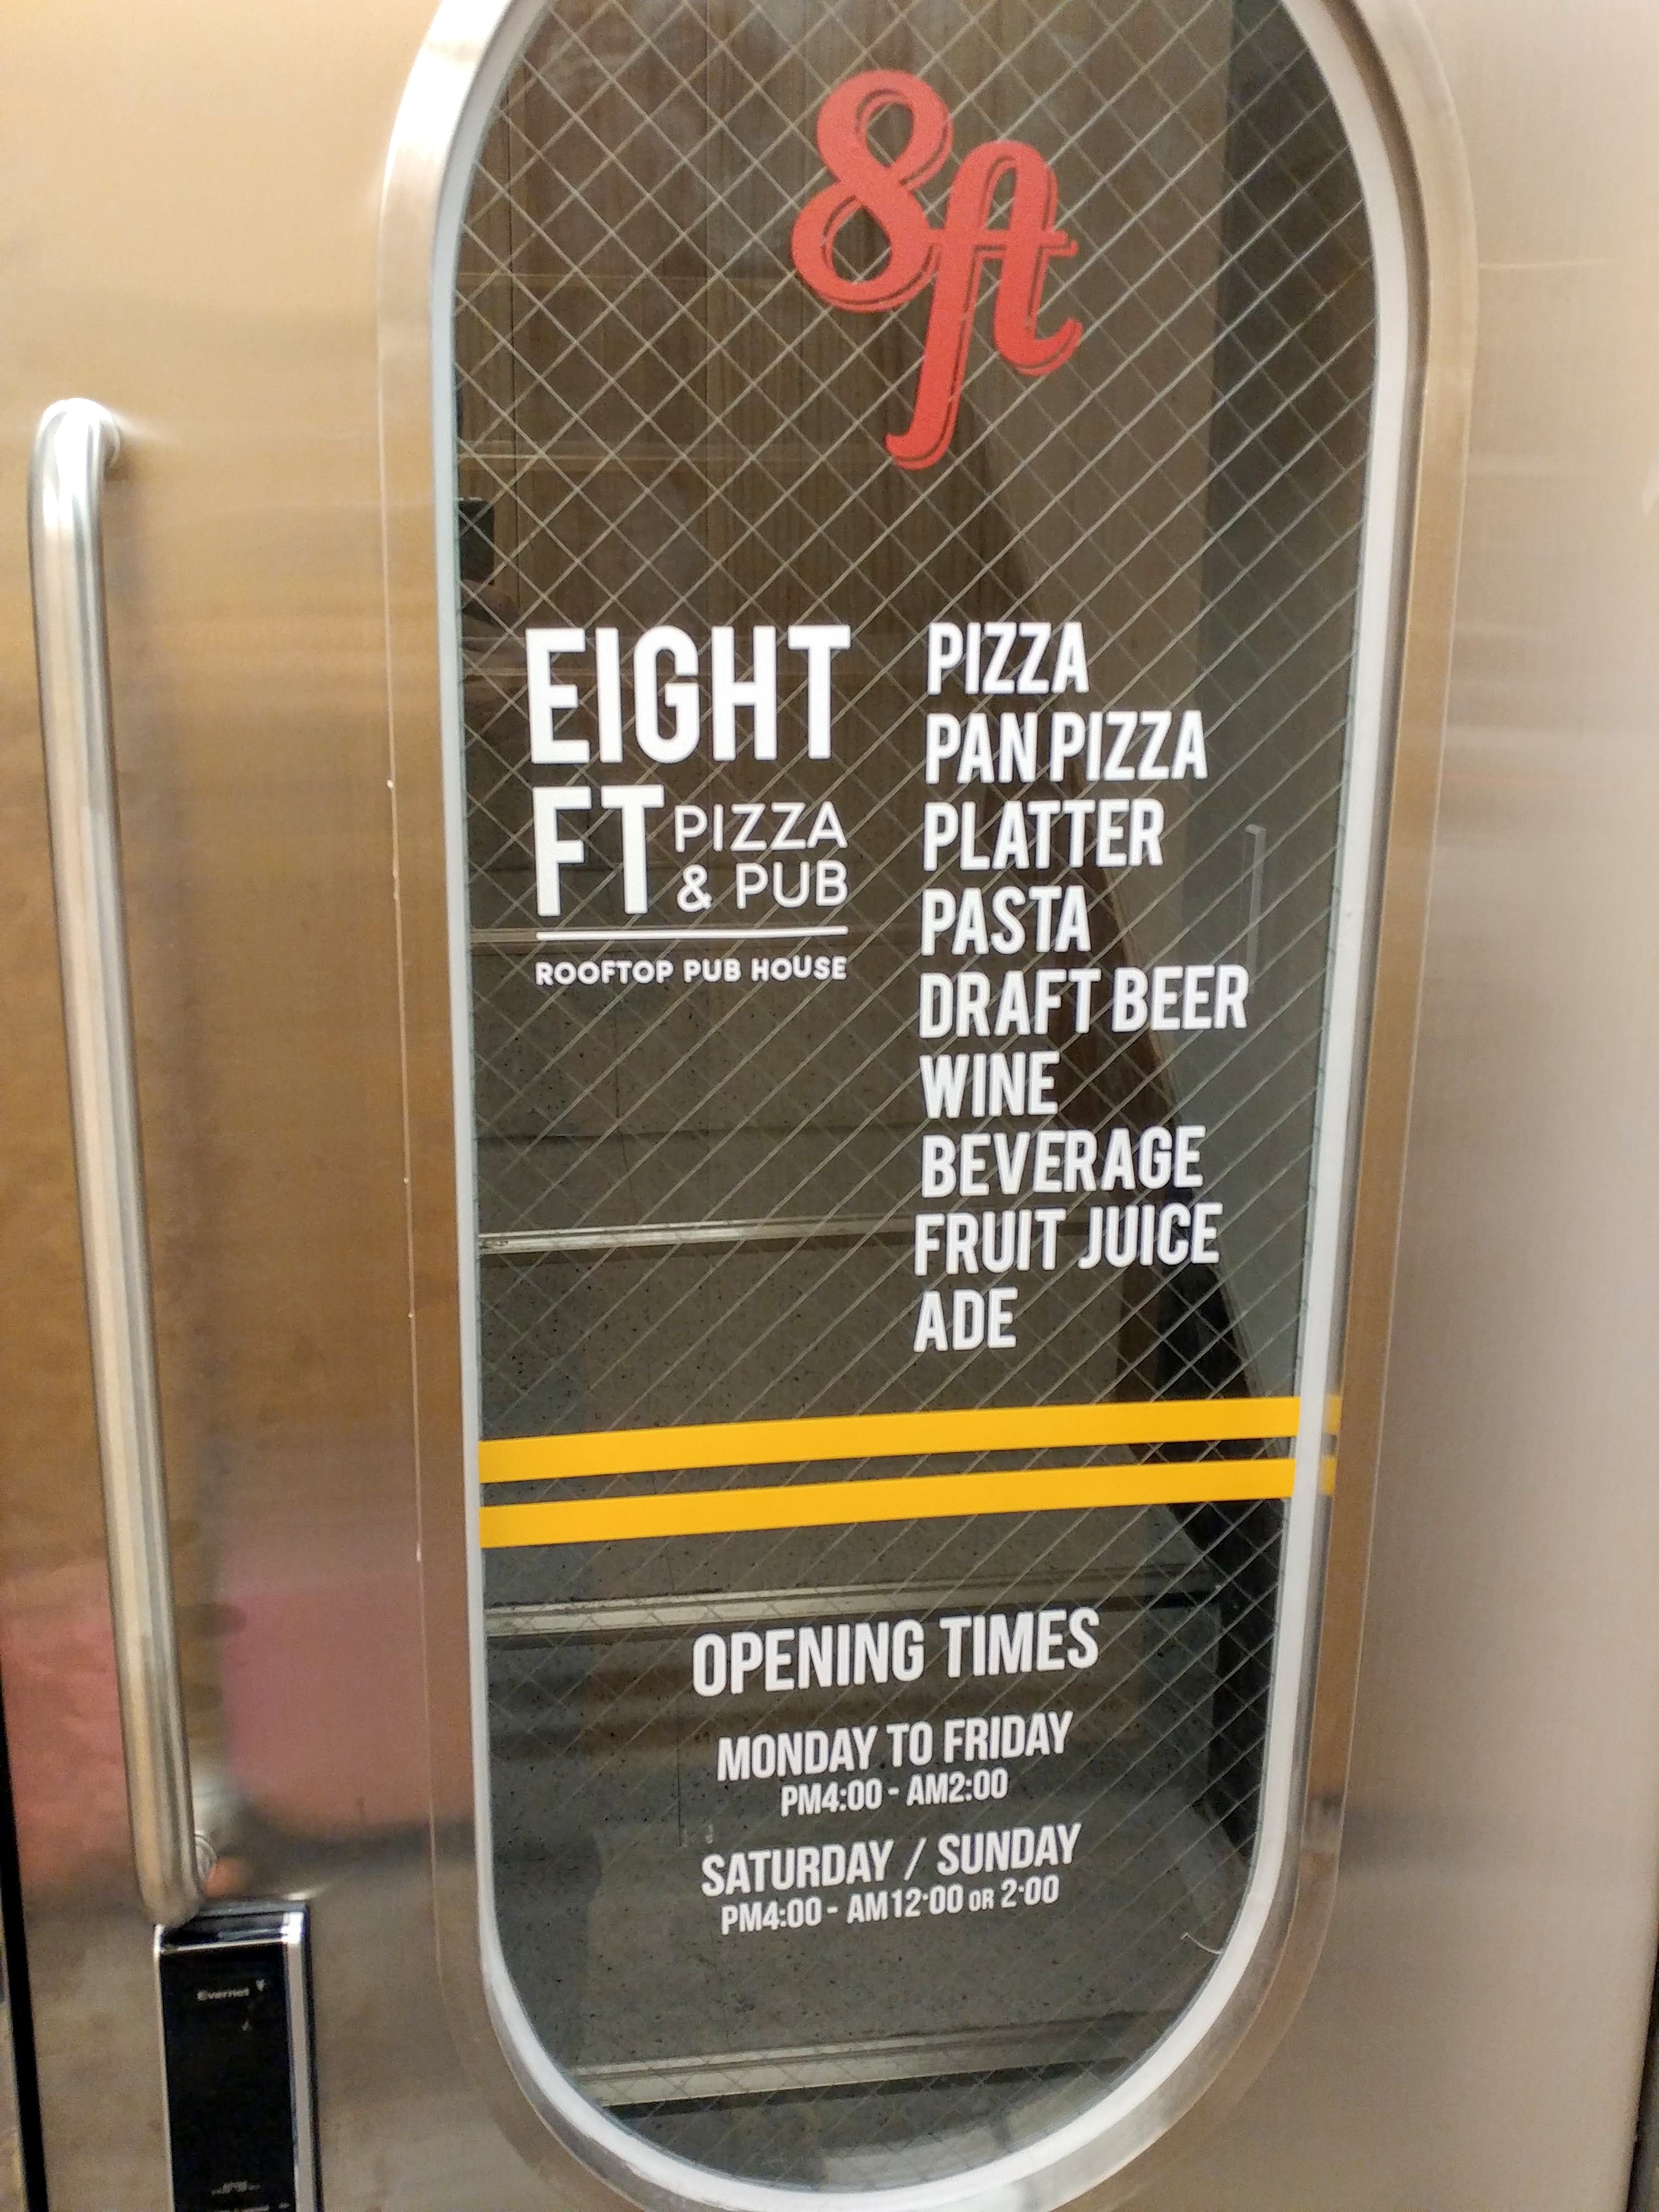 8ft
EIGHT
FT PIZZA
& PUB
ROOFTOP PUB HOUSE
PIZZA
PAN PIZZA
PLATTER
PASTA
DRAFT BEER
WINE
BEVERAGE
FRUIT JUICE
ADE
OPENING TIMES
MONDAY TO FRIDAY
PM4:00 - AM2:00
SATURDAY / SUNDAY
PM4:00 - AM12:00 OR 2:00
Evernet